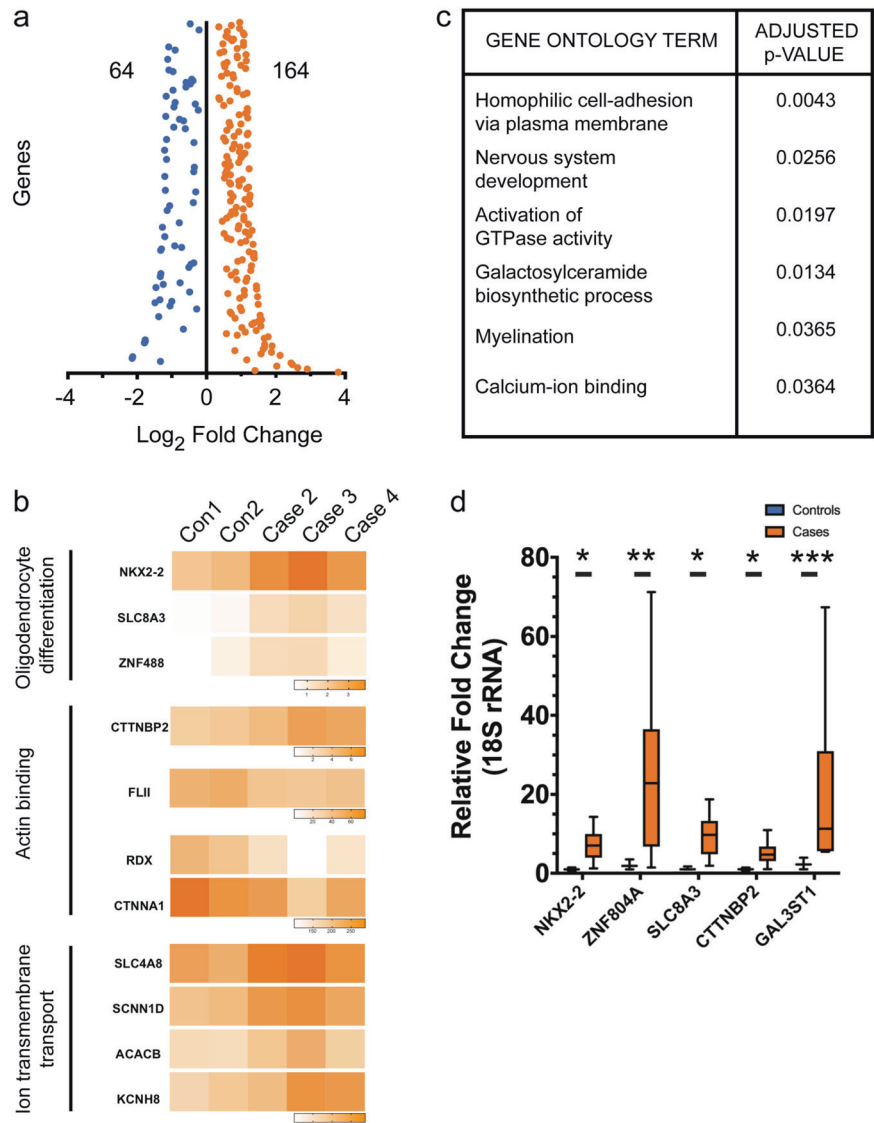 a
64
164
Genes
-4
-2
0
2
4
Log2 Fold Change
c
GENE ONTOLOGY TERM
ADJUSTED
p-VALUE
Homophilic cell-adhesion
via plasma membrane
0.0043
Nervous system
development
0.0256
Activation of
GTPase activity
0.0197
Galactosylceramide
biosynthetic process
0.0134
Myelination
0.0365
Calcium-ion binding
0.0364
b
Con1
Con2
Case 2
Case 3
Case 4
Oligodendrocyte
differentiation
NKX2-2
SLC8A3
ZNF488
1 2 3
Actin binding
CTTNBP2
2 4 6
FLII
20 40 60
RDX
CTNNA1
150 200 250
Ion transmembrane
transport
SLC4A8
SCNN1D
ACACB
KCNH8
d
Controls
Cases
Relative Fold Change
(18S rRNA)
80
60
40
20
0
* ** * * ***
NKX2-2
ZNF804A
SLC8A3
CTTNBP2
GAL3ST1